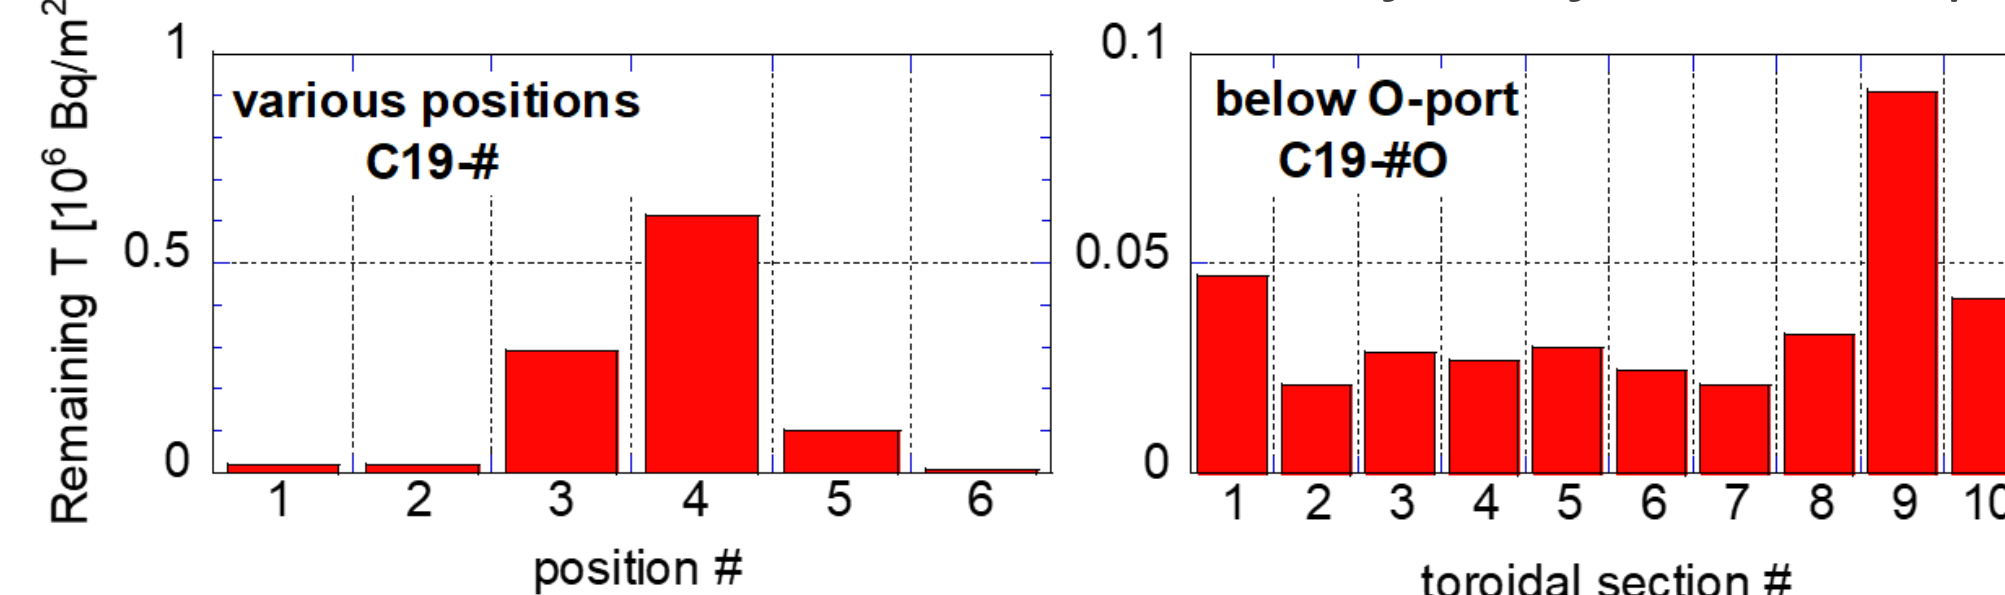 Remaining T [10⁶ Bq/m²
1
0.5
0
various positions
C19-#
1 2 3 4 5 6
position #
0.1
0.05
0
below O-port
C19-#O
1 2 3 4 5 6 7 8 9 10
toroidal section #